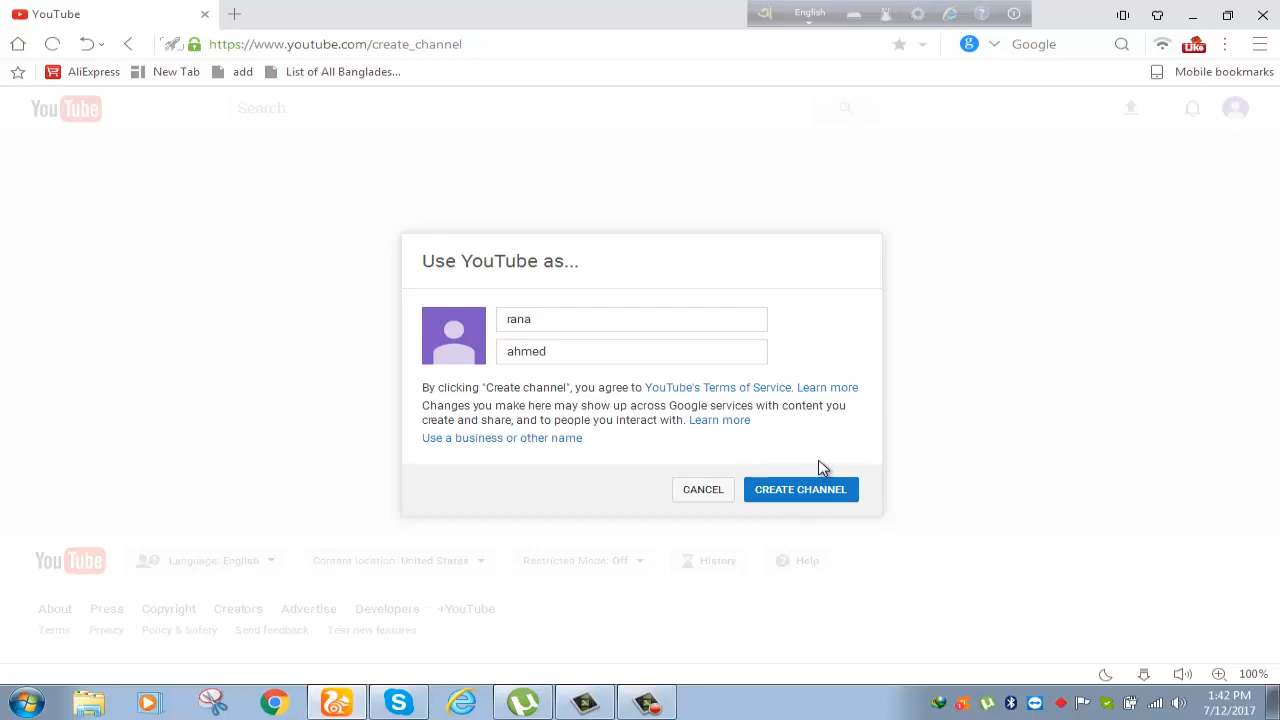 YouTube
English
https://www.youtube.com/create_channel
Google
Like
AliExpress New Tab add List of All Banglades... Mobile bookmarks
YouTube Search
Use YouTube as...
rana
ahmed
By clicking "Create channel", you agree to YouTube's Terms of Service. Learn more
Changes you make here may show up across Google services with content you
create and share, and to people you interact with. Learn more
Use a business or other name
CANCEL CREATE CHANNEL
YouTube Language: English Content location: United States Restricted Mode: Off History Help
About Press Copyright Creators Advertise Developers +YouTube
Terms Privacy Policy & Safety Send feedback Test new features
100%
1:42 PM
7/12/2017